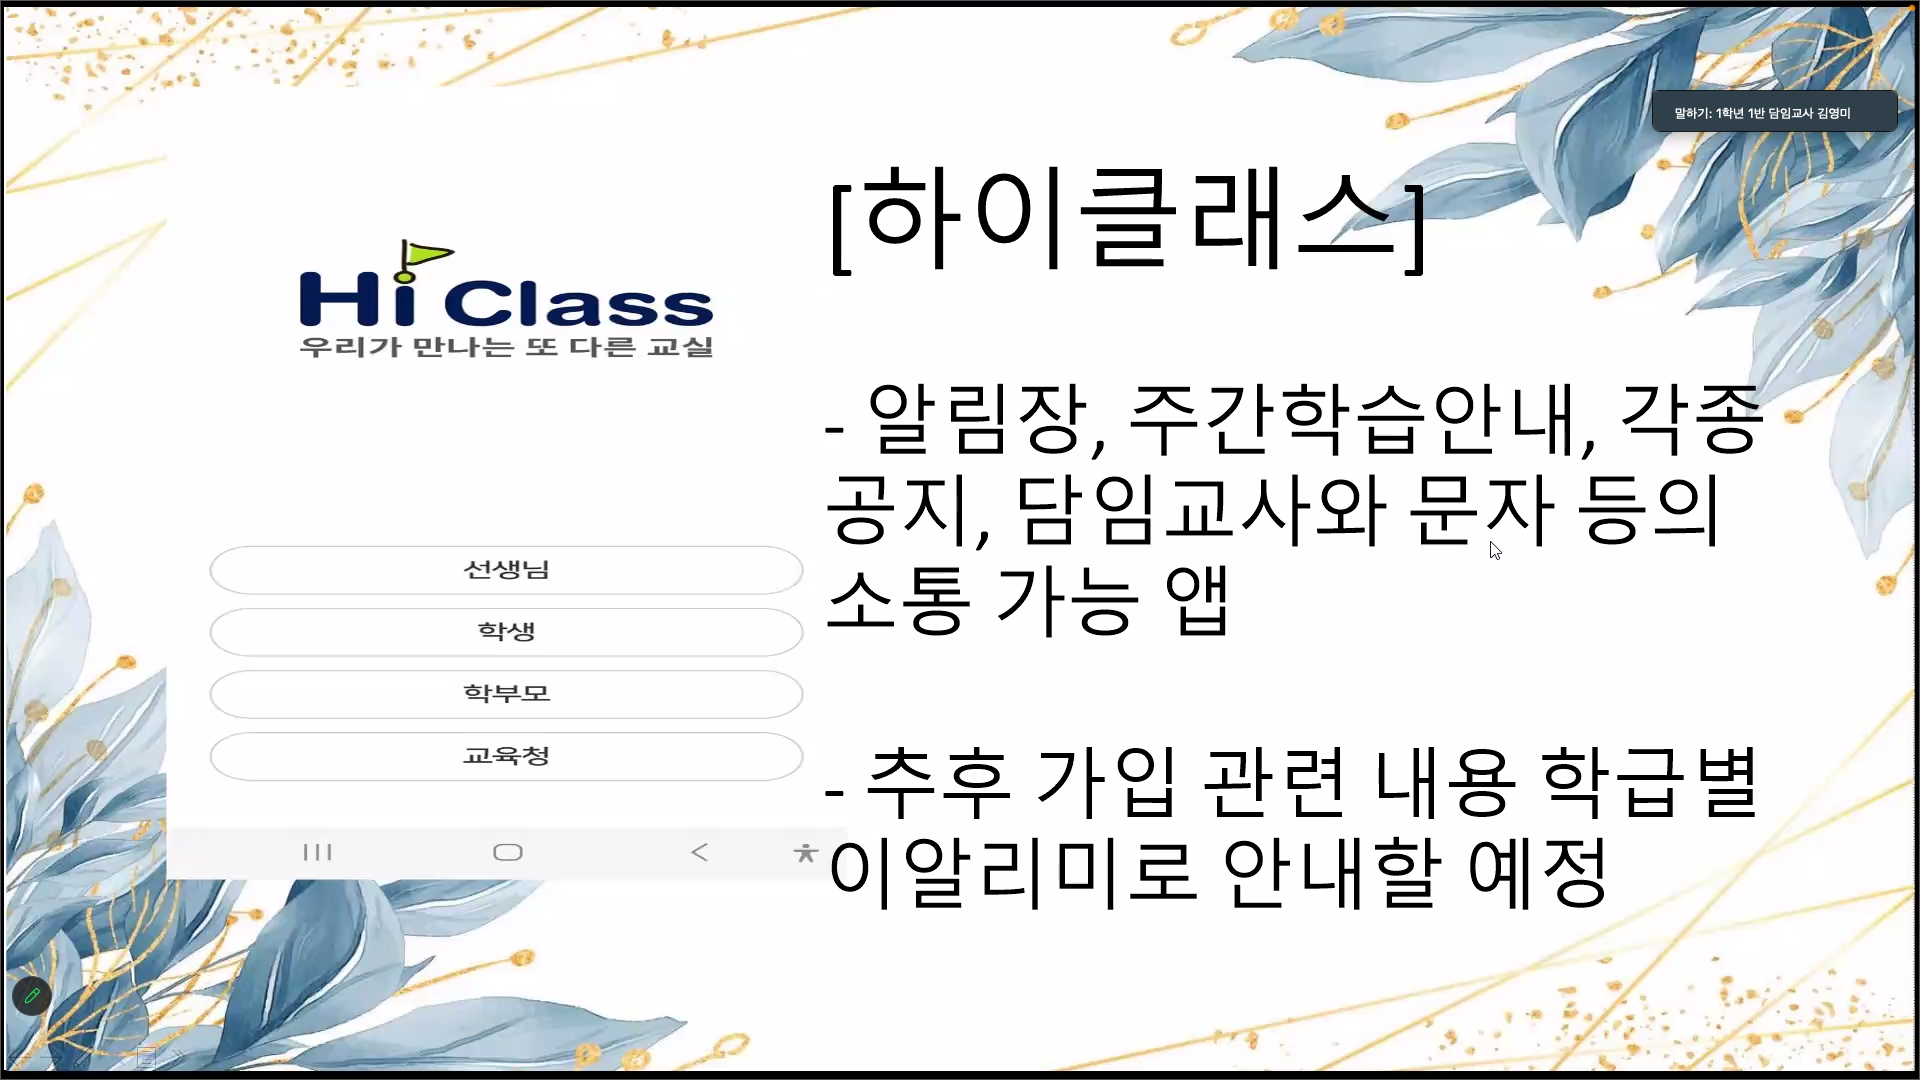 말하기: 1학년 1반 담임교사 김영미
Hi Class
우리가 만나는 또 다른 교실
선생님
학생
학부모
교육청
[하이클래스]
- 알림장, 주간학습안내, 각종
공지, 담임교사와 문자 등의
소통 가능 앱
- 추후 가입 관련 내용 학급별
이알리미로 안내할 예정